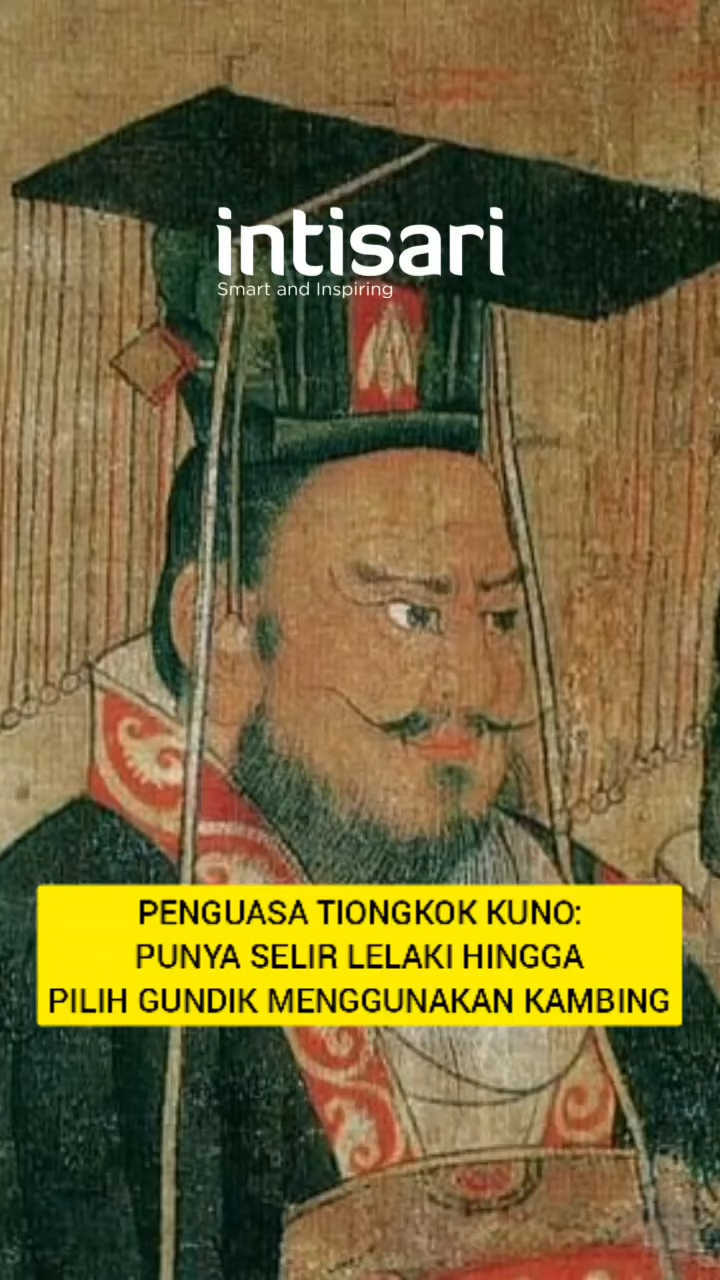 intisari
Smart and Inspiring
PENGUASA TIONGKOK KUNO:
PUNYA SELIR LELAKI HINGGA
PILIH GUNDIK MENGGUNAKAN KAMBING